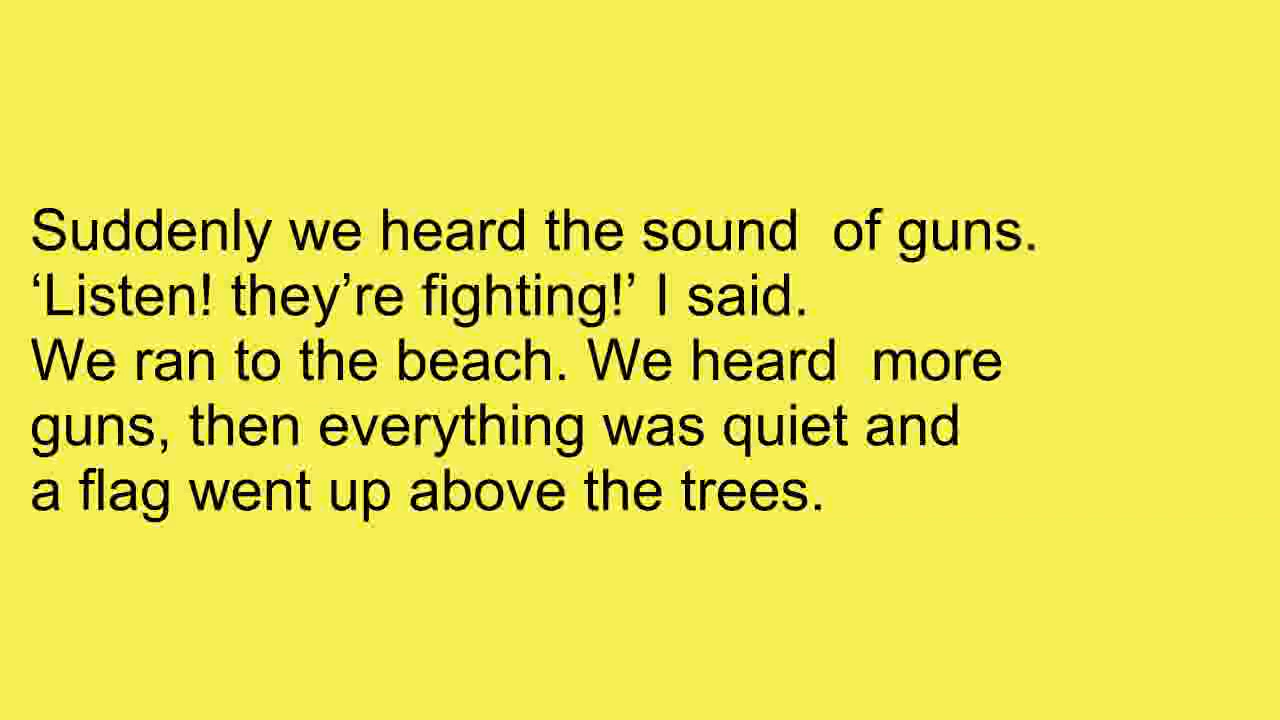 Suddenly we heard the sound  of guns.
‘Listen! they’re fighting!’ I said.
We ran to the beach. We heard  more
guns, then everything was quiet and
a flag went up above the trees.